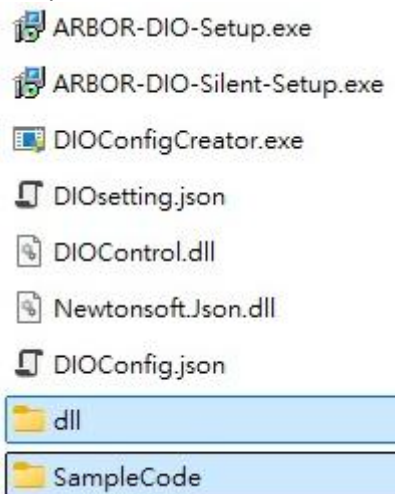 ARBOR-DIO-Setup.exe
ARBOR-DIO-Silent-Setup.exe
DIOConfigCreator.exe
DIOsetting.json
DIOControl.dll
Newtonsoft.Json.dll
DIOConfig.json
dll
SampleCode